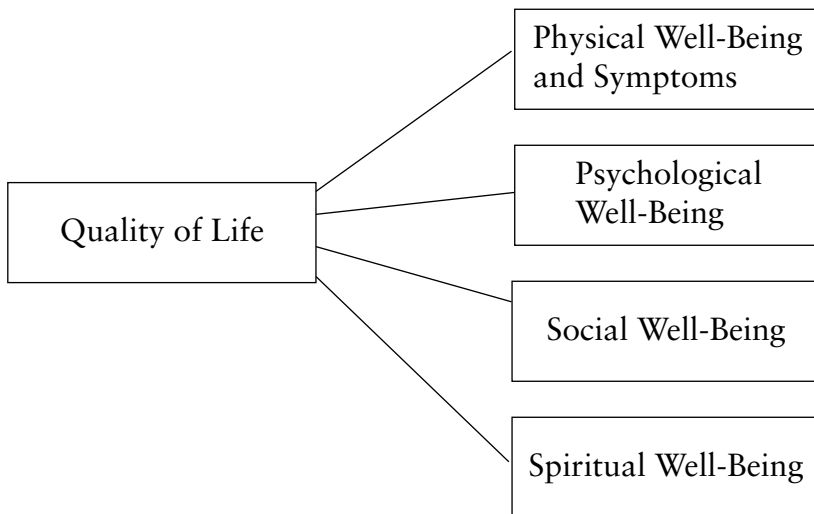 Physical Well-Being
and Symptoms
Psychological
Well-Being
Quality of Life
Social Well-Being
Spiritual Well-Being